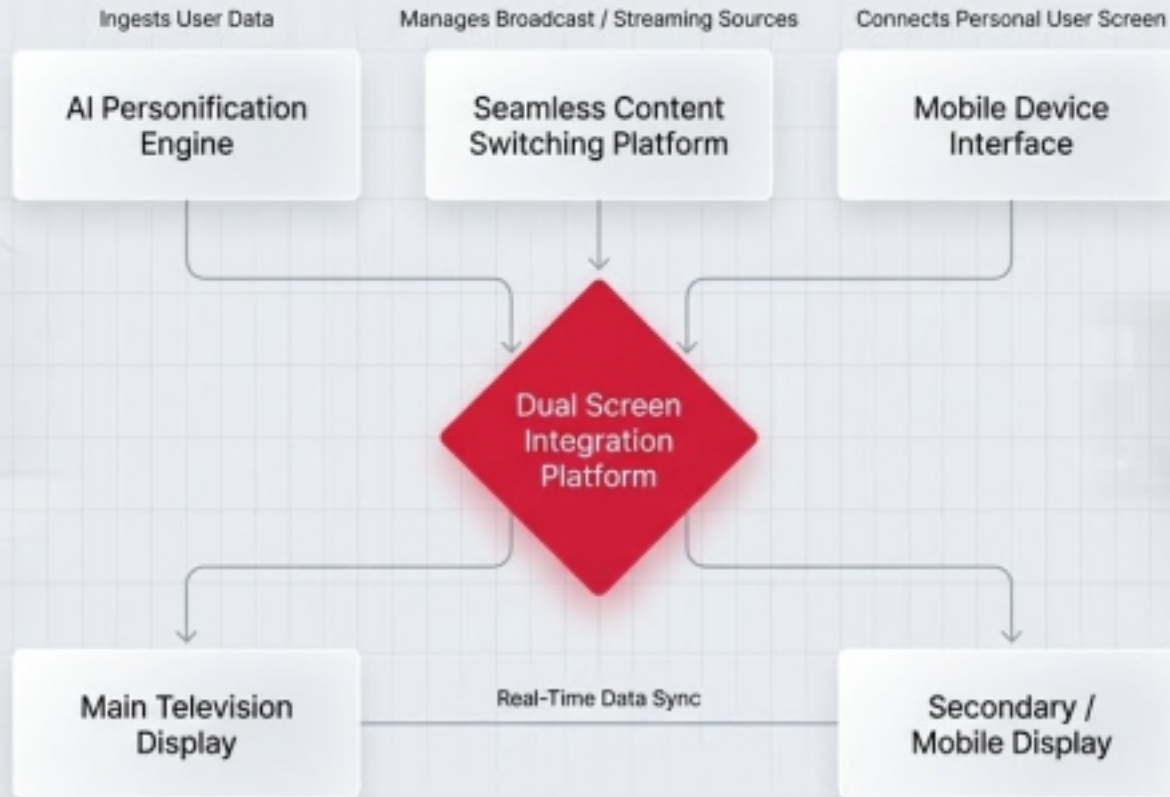 Ingests User Data
Manages Broadcast / Streaming Sources
Connects Personal User Screen
AI Personification
Engine
Seamless Content
Switching Platform
Mobile Device
Interface
Dual Screen
Integration
Platform
Main Television
Display
Real-Time Data Sync
Secondary /
Mobile Display